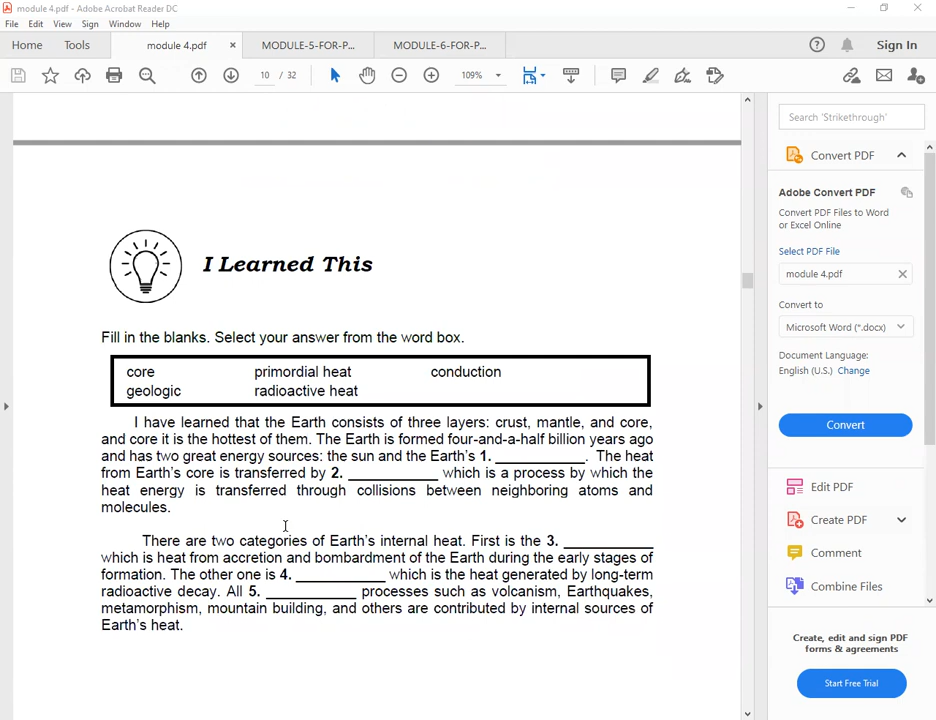 module 4.pdf - Adobe Acrobat Reader DC
File Edit View Sign Window Help
Home Tools module 4.pdf × MODULE-5-FOR-P... MODULE-6-FOR-P... Sign In
10 / 32 109%
Search 'Strikethrough'
Convert PDF
Adobe Convert PDF
Convert PDF Files to Word
or Excel Online
Select PDF File
module 4.pdf
Convert to
Microsoft Word (*.docx)
Document Language:
English (U.S.) Change
Convert
Edit PDF
Create PDF
Comment
Combine Files
Create, edit and sign PDF
forms & agreements
Start Free Trial
I Learned This
Fill in the blanks. Select your answer from the word box.
core primordial heat conduction
geologic radioactive heat
I have learned that the Earth consists of three layers: crust, mantle, and core,
and core it is the hottest of them. The Earth is formed four-and-a-half billion years ago
and has two great energy sources: the sun and the Earth's 1. ___________. The heat
from Earth's core is transferred by 2. ___________ which is a process by which the
heat energy is transferred through collisions between neighboring atoms and
molecules.
There are two categories of Earth's internal heat. First is the 3. ___________
which is heat from accretion and bombardment of the Earth during the early stages of
formation. The other one is 4. ___________ which is the heat generated by long-term
radioactive decay. All 5. ___________ processes such as volcanism, Earthquakes,
metamorphism, mountain building, and others are contributed by internal sources of
Earth's heat.